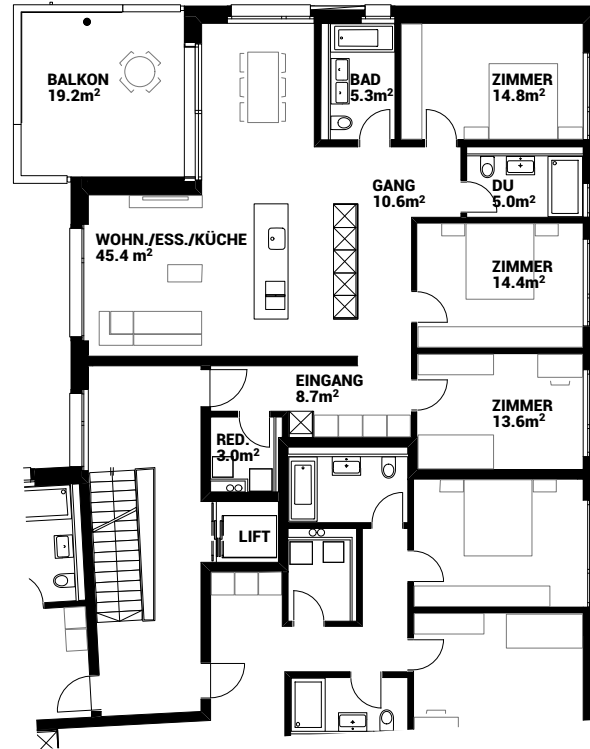 BALKON
19.2m²
BAD
5.3m²
ZIMMER
14.8m²
GANG
10.6m²
DU
5.0m²
WOHN./ESS./KÜCHE
45.4 m²
ZIMMER
14.4m²
EINGANG
8.7m²
ZIMMER
13.6m²
RED.
3.0m²
LIFT